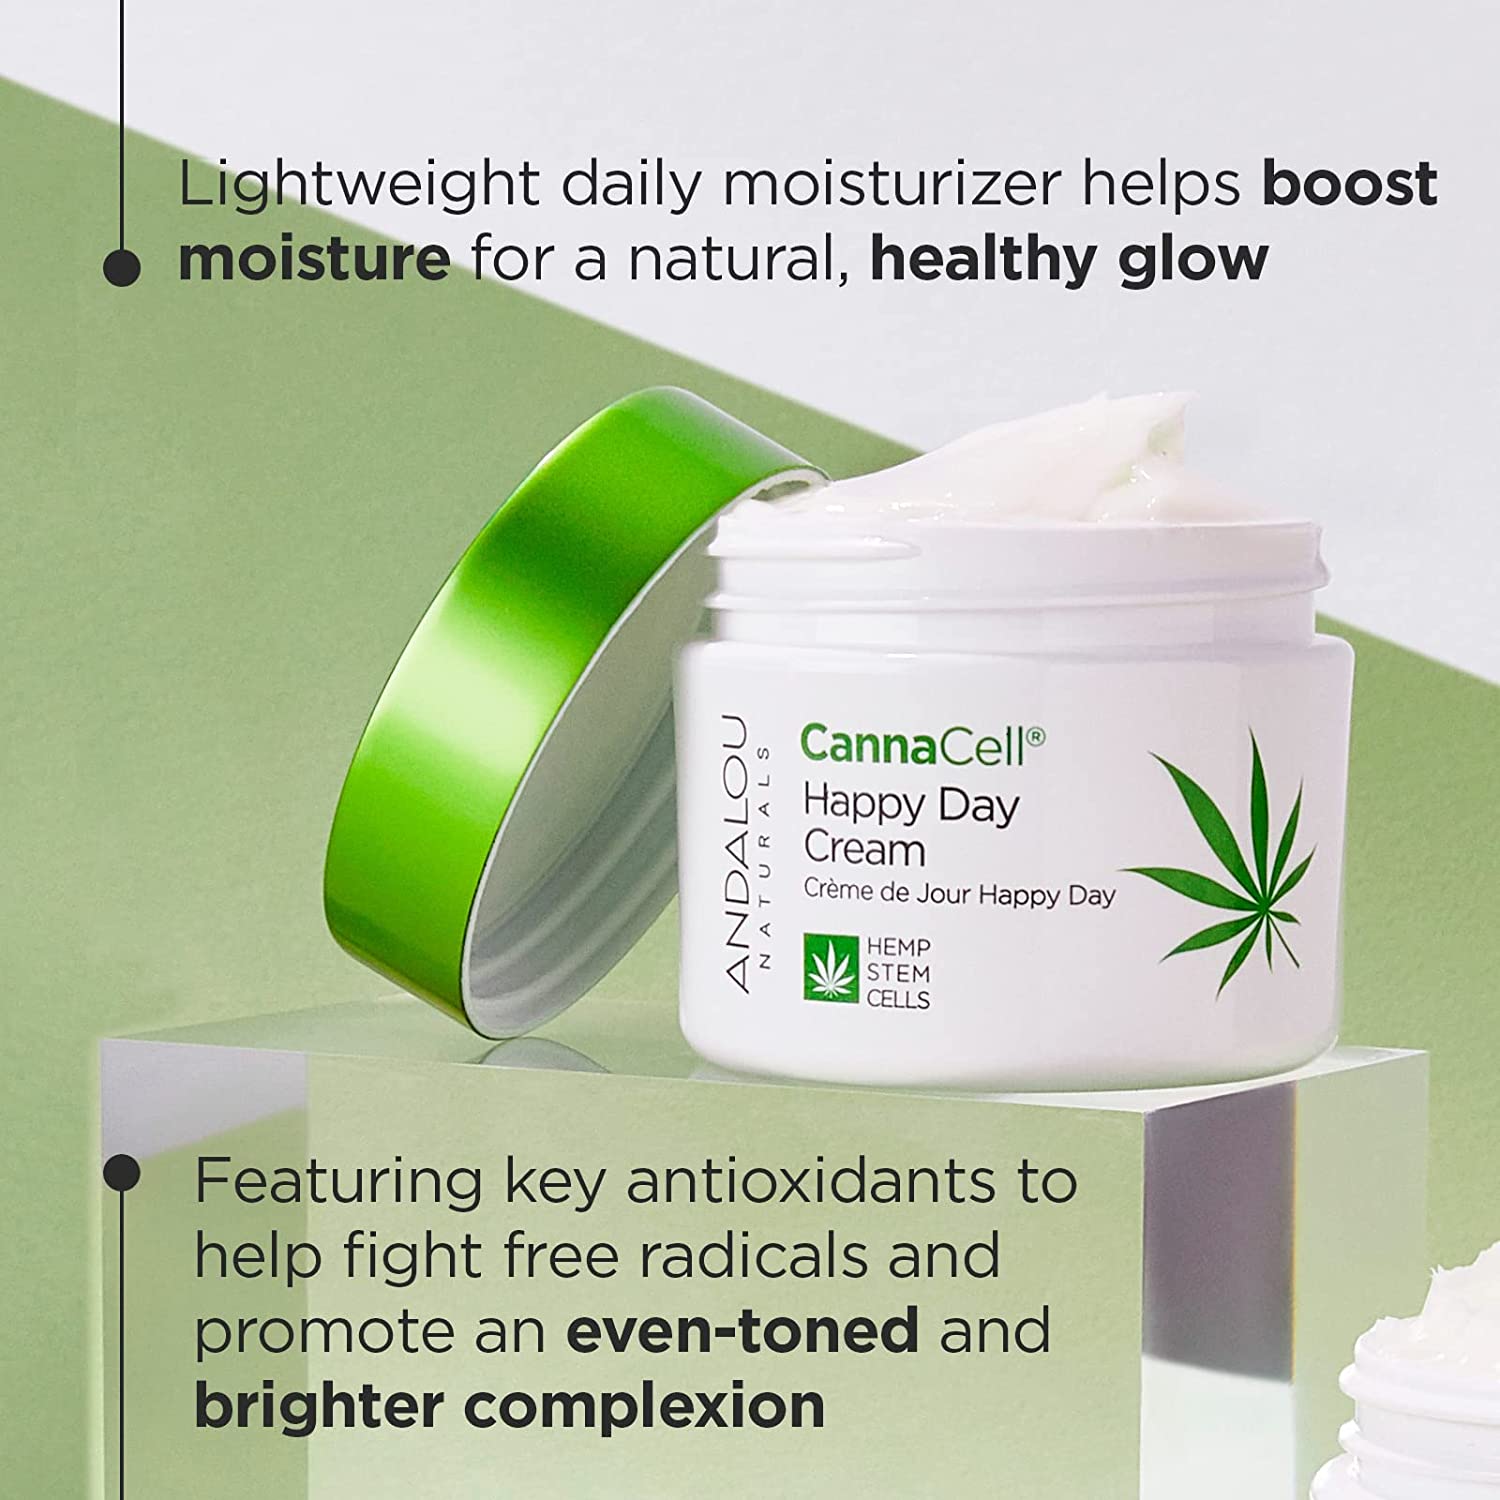 Lightweight daily moisturizer helps boost
moisture for a natural, healthy glow
ANDALOU
NATURALS
CannaCell®
Happy Day
Cream
Crème de Jour Happy Day
HEMP
STEM
CELLS
Featuring key antioxidants to
help fight free radicals and
promote an even-toned and
brighter complexion